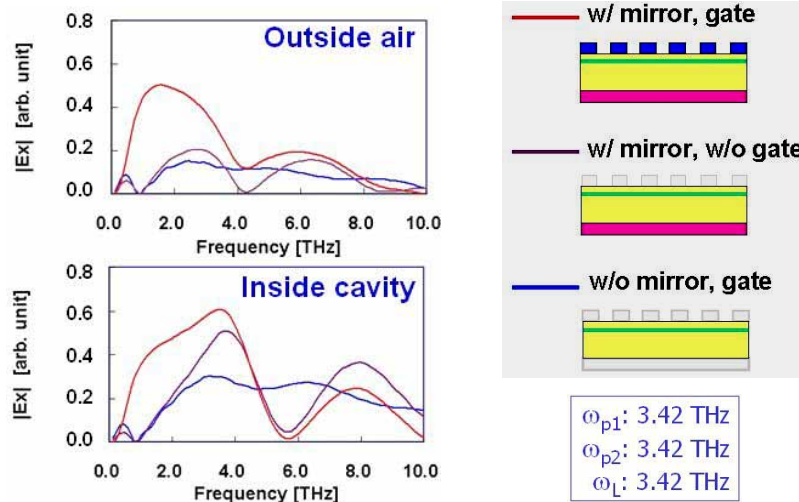 Outside air
|Ex| [arb. unit]
0.8
0.6
0.4
0.2
0.0
0.0 2.0 4.0 6.0 8.0 10.0
Frequency [THz]
Inside cavity
|Ex| [arb. unit]
0.8
0.6
0.4
0.2
0.0
0.0 2.0 4.0 6.0 8.0 10.0
Frequency [THz]
w/ mirror, gate
w/ mirror, w/o gate
w/o mirror, gate
ωp1: 3.42 THz
ωp2: 3.42 THz
ωL: 3.42 THz